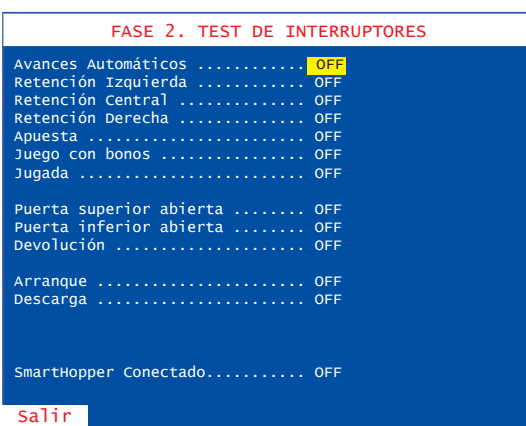 FASE 2. TEST DE INTERRUPTORES
Avances Automáticos ............ OFF
Retención Izquierda ............ OFF
Retención Central .............. OFF
Retención Derecha .............. OFF
Apuesta ........................ OFF
Juego con bonos ................ OFF
Jugada ......................... OFF
Puerta superior abierta ........ OFF
Puerta inferior abierta ........ OFF
Devolución ..................... OFF
Arranque ....................... OFF
Descarga ....................... OFF
SmartHopper Conectado........... OFF
Salir